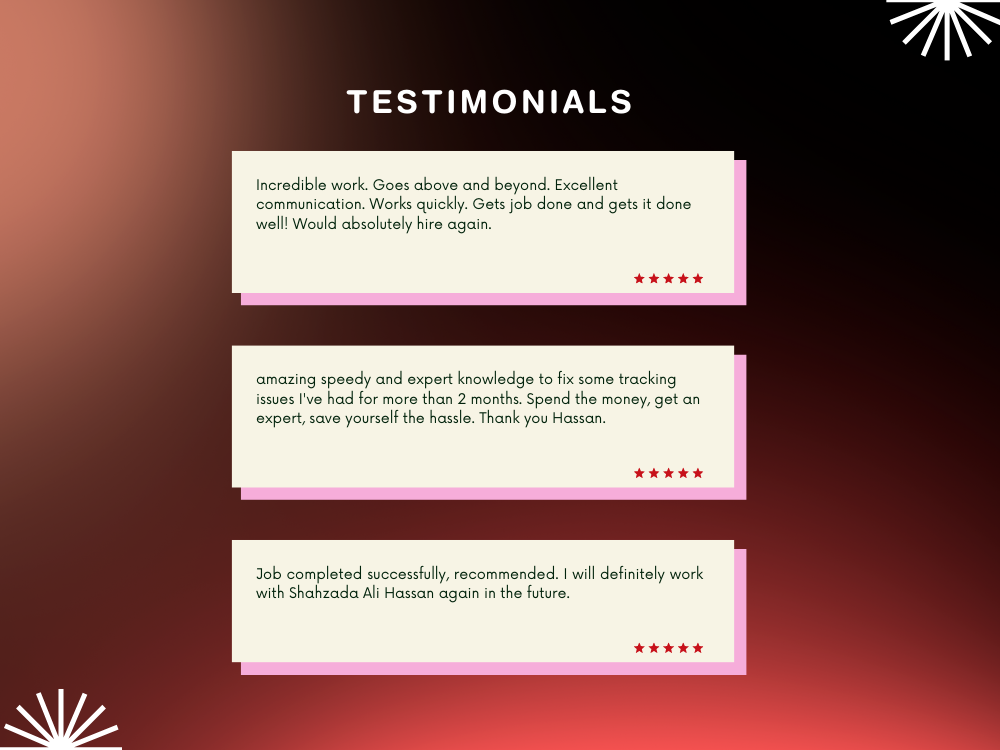 TESTIMONIALS
Incredible work. Goes above and beyond. Excellent
communication. Works quickly. Gets job done and gets it done
well! Would absolutely hire again.
amazing speedy and expert knowledge to fix some tracking
issues I've had for more than 2 months. Spend the money, get an
expert, save yourself the hassle. Thank you Hassan.
Job completed successfully, recommended. I will definitely work
with Shahzada Ali Hassan again in the future.